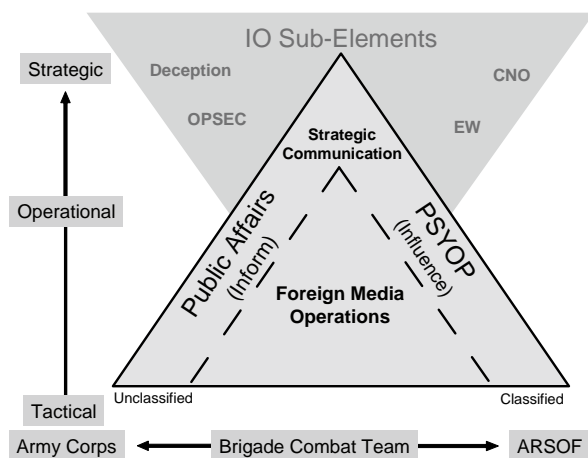 IO Sub-Elements
Strategic
Deception
CNO
OPSEC
EW
Strategic
Communication
Operational
Public Affairs
(Inform)
PSYOP
(Influence)
Foreign Media
Operations
Unclassified
Classified
Tactical
Army Corps
Brigade Combat Team
ARSOF